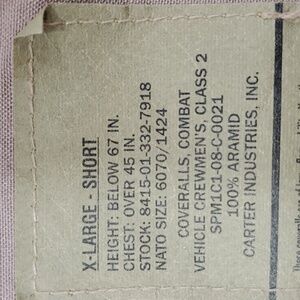 X-LARGE - SHORT
HEIGHT: BELOW 67 IN.
CHEST: OVER 45 IN.
STOCK: 8415-01-332-7918
NATO SIZE: 6070/1424
COVERALLS, COMBAT
VEHICLE CREWMEN'S, CLASS 2
SPM1C1-08-C-0021
100% ARAMID
CARTER INDUSTRIES, INC.